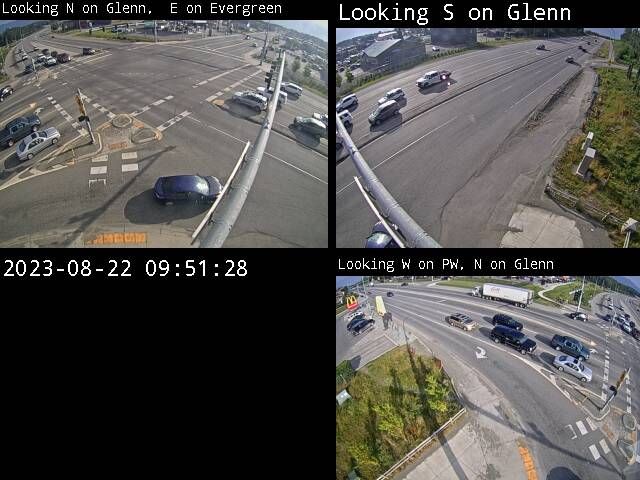 Looking N on Glenn,  E on Evergreen
Looking S on Glenn
2023-08-22 09:51:28
Looking W on PW, N on Glenn